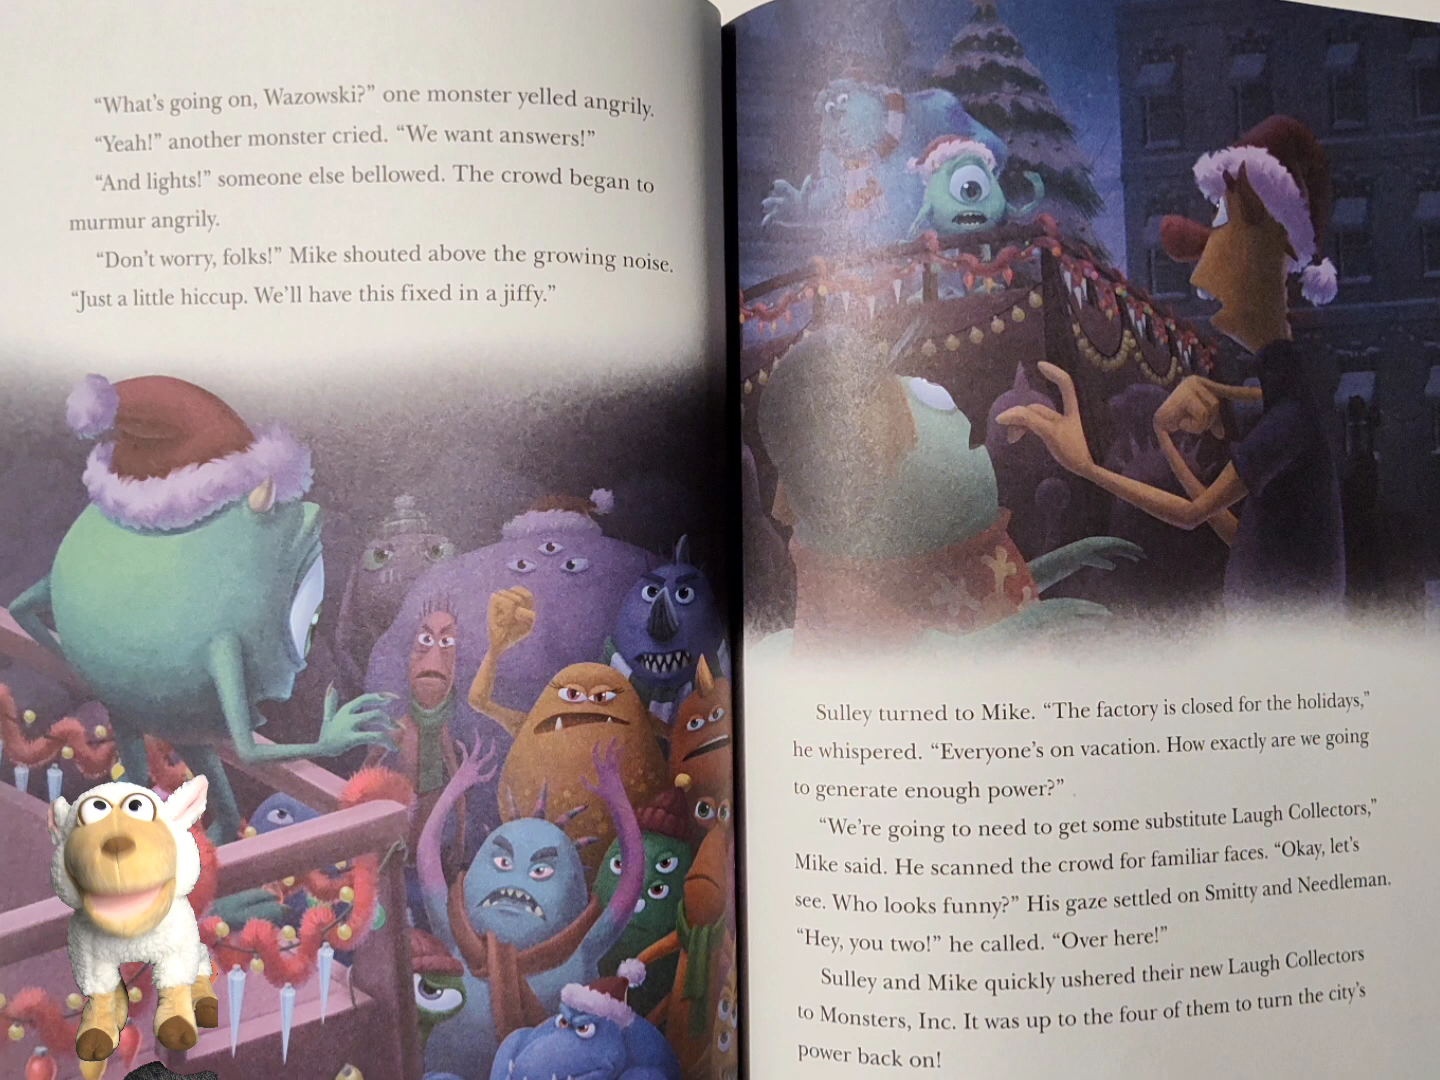 “What’s going on, Wazowski?” one monster yelled angrily.
“Yeah!” another monster cried. “We want answers!”
“And lights!” someone else bellowed. The crowd began to
murmur angrily.
“Don’t worry, folks!” Mike shouted above the growing noise.
“Just a little hiccup. We’ll have this fixed in a jiffy.”
Sulley turned to Mike. “The factory is closed for the holidays,”
he whispered. “Everyone’s on vacation. How exactly are we going
to generate enough power?”
“We’re going to need to get some substitute Laugh Collectors,”
Mike said. He scanned the crowd for familiar faces. “Okay, let’s
see. Who looks funny?” His gaze settled on Smitty and Needleman.
“Hey, you two!” he called. “Over here!”
Sulley and Mike quickly ushered their new Laugh Collectors
to Monsters, Inc. It was up to the four of them to turn the city’s
power back on!